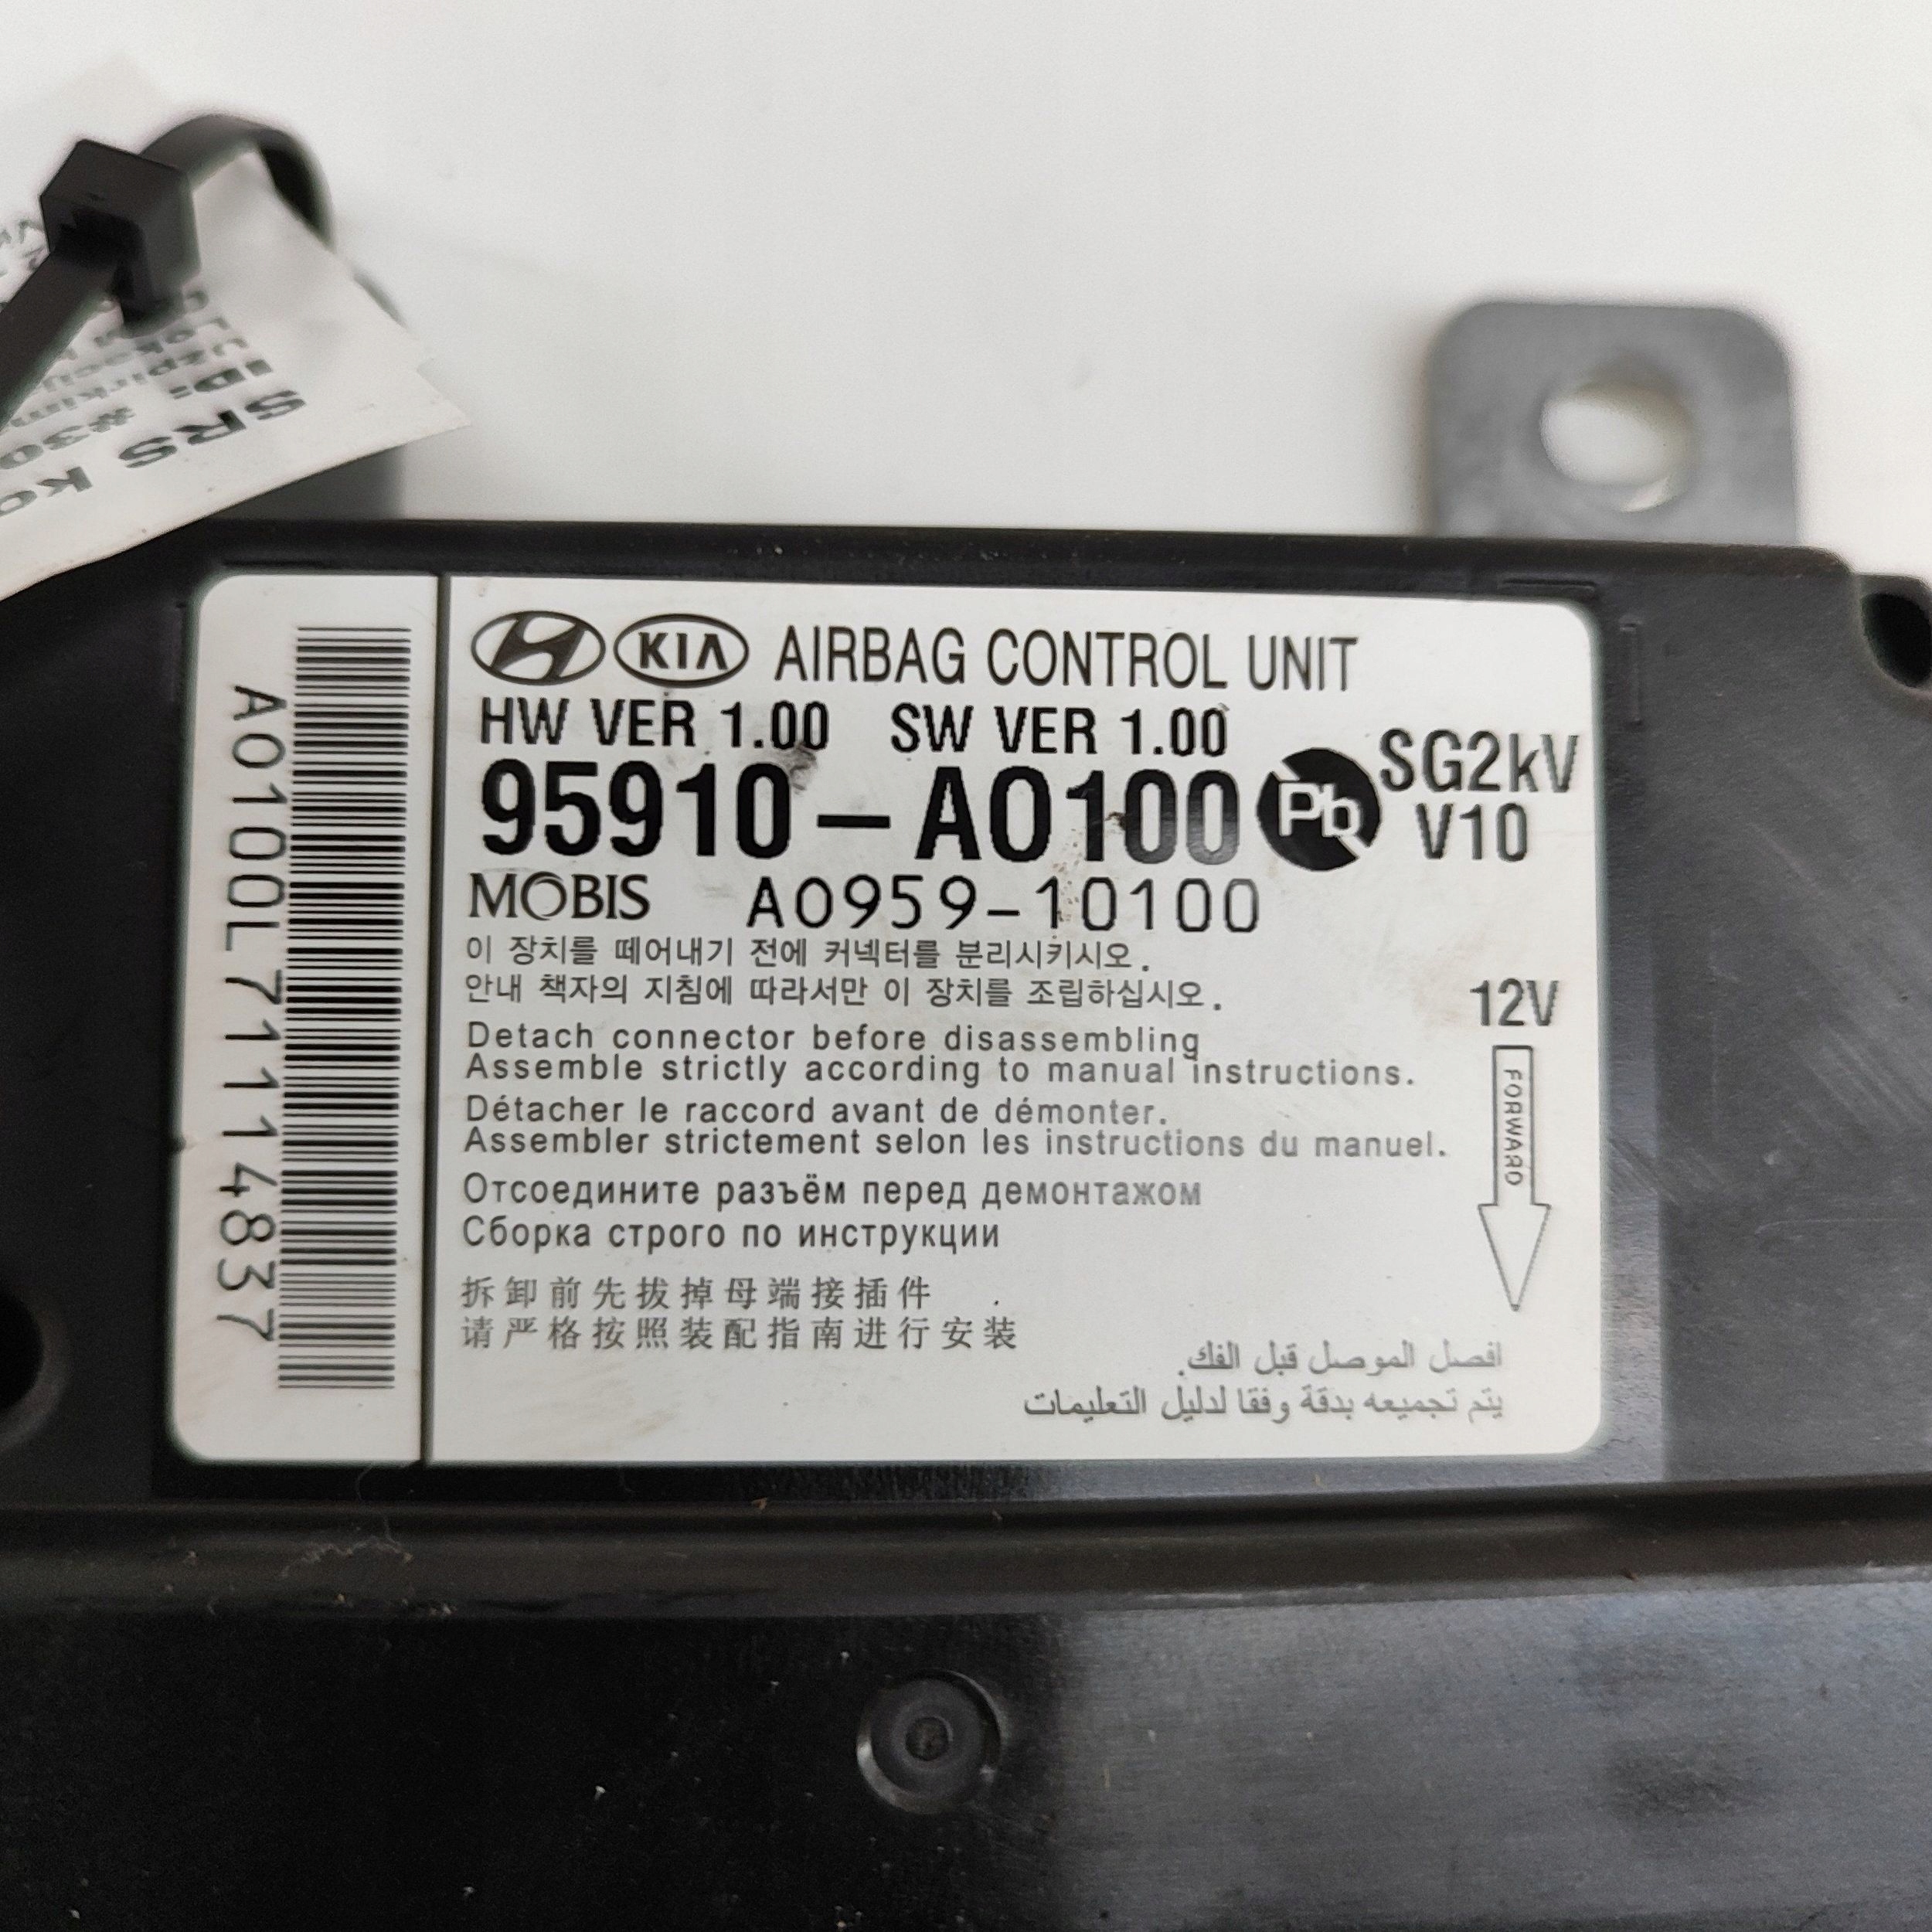 SRS
ID: #30
A0100L71114837
KIA AIRBAG CONTROL UNIT
HW VER 1.00 SW VER 1.00
95910-A0100 Pb SG2kV
V10
MOBIS A0959-10100
이 장치를 떼어내기 전에 커넥터를 분리시키시오.
안내 책자의 지침에 따라서만 이 장치를 조립하십시오.
12V
FORWARD
Detach connector before disassembling
Assemble strictly according to manual instructions.
Détacher le raccord avant de démonter.
Assembler strictement selon les instructions du manuel.
Отсоедините разъём перед демонтажом
Сборка строго по инструкции
拆卸前先拔掉母端接插件
请严格按照装配指南进行安装
افصل الموصل قبل الفك.
يتم تجميعه بدقة وفقا لدليل التعليمات